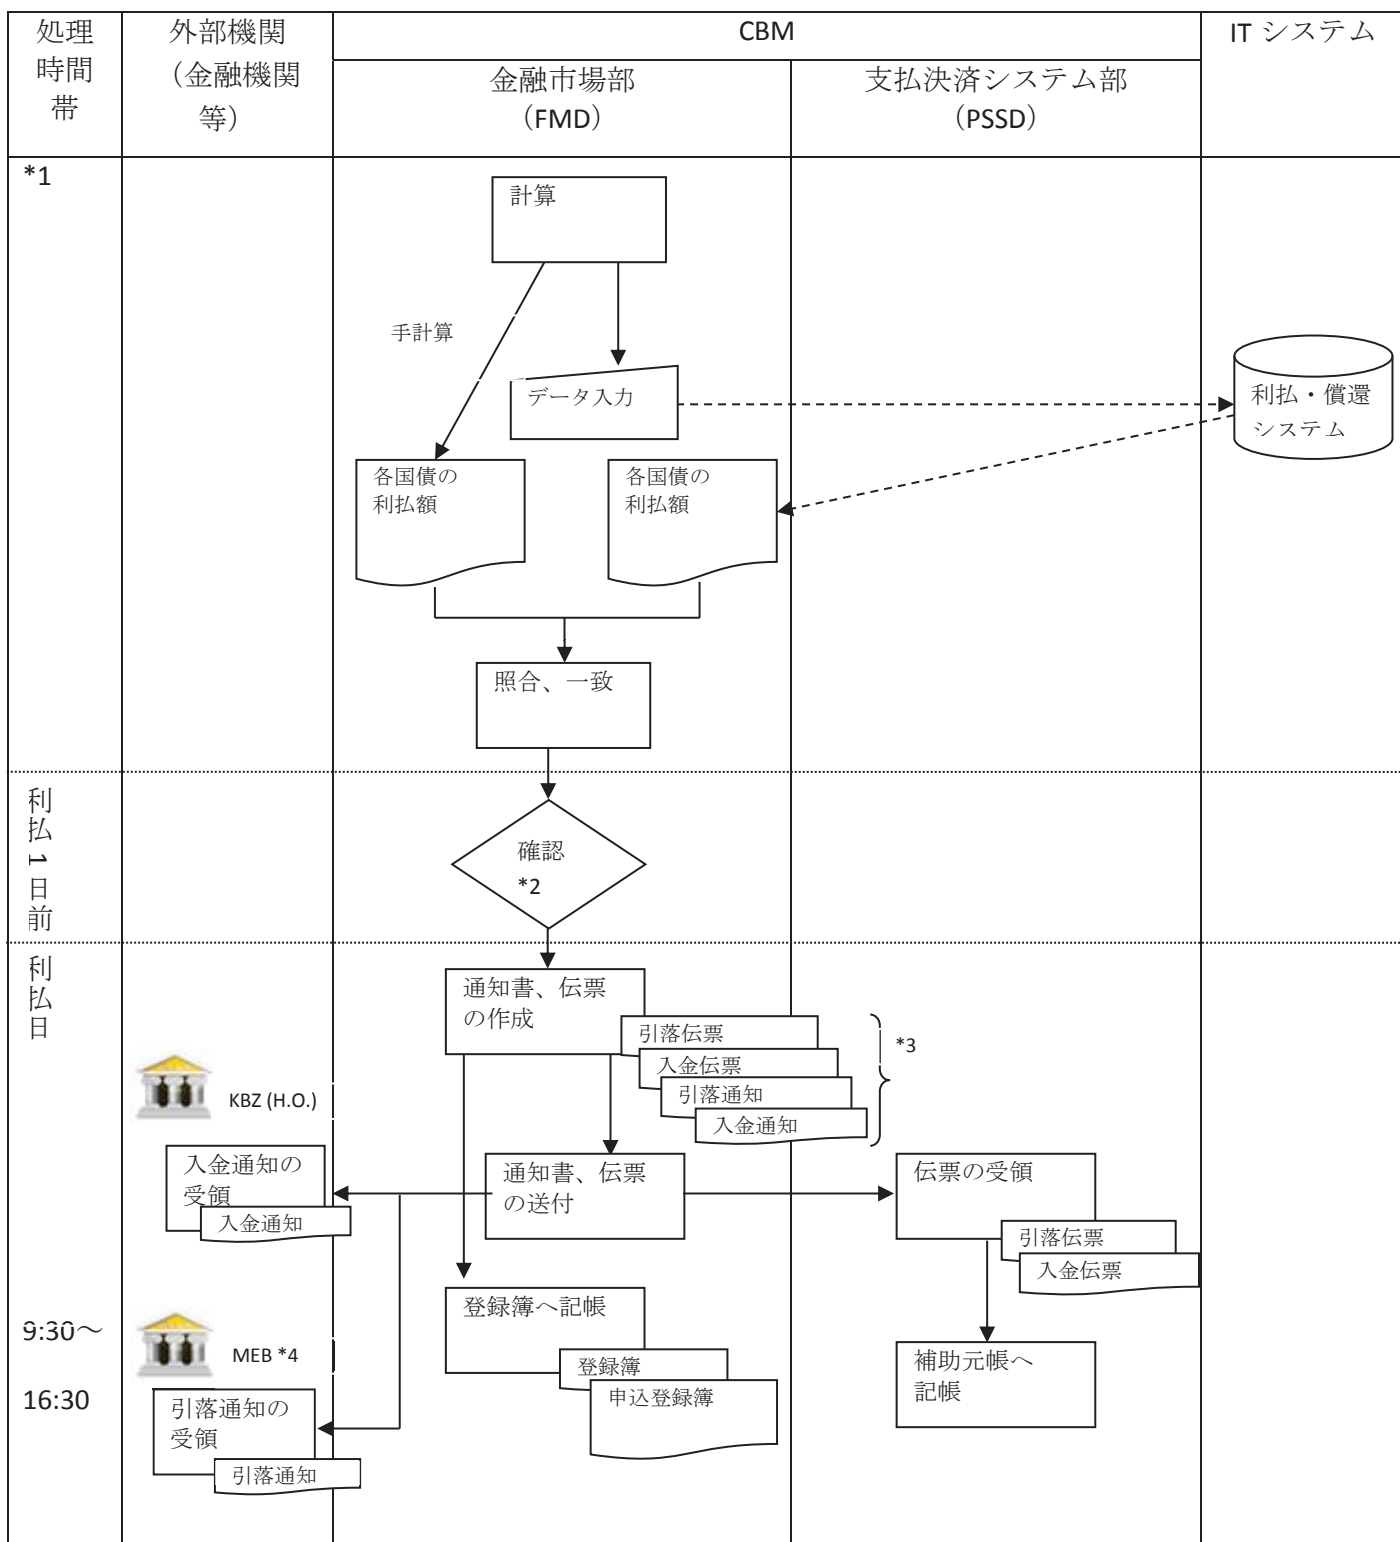 処理
時間
帯
外部機関
（金融機関
等）
CBM
IT システム
金融市場部
（FMD）
支払決済システム部
（PSSD）
*1
計算
手計算
データ入力
利払・償還
システム
各国債の
利払額
各国債の
利払額
照合、一致
利払1日前
確認
*2
利払日
通知書、伝票
の作成
引落伝票
入金伝票
引落通知
入金通知
*3
KBZ (H.O.)
入金通知の
受領
入金通知
通知書、伝票
の送付
伝票の受領
引落伝票
入金伝票
9:30～
16:30
MEB *4
登録簿へ記帳
登録簿
申込登録簿
補助元帳へ
記帳
引落通知の
受領
引落通知